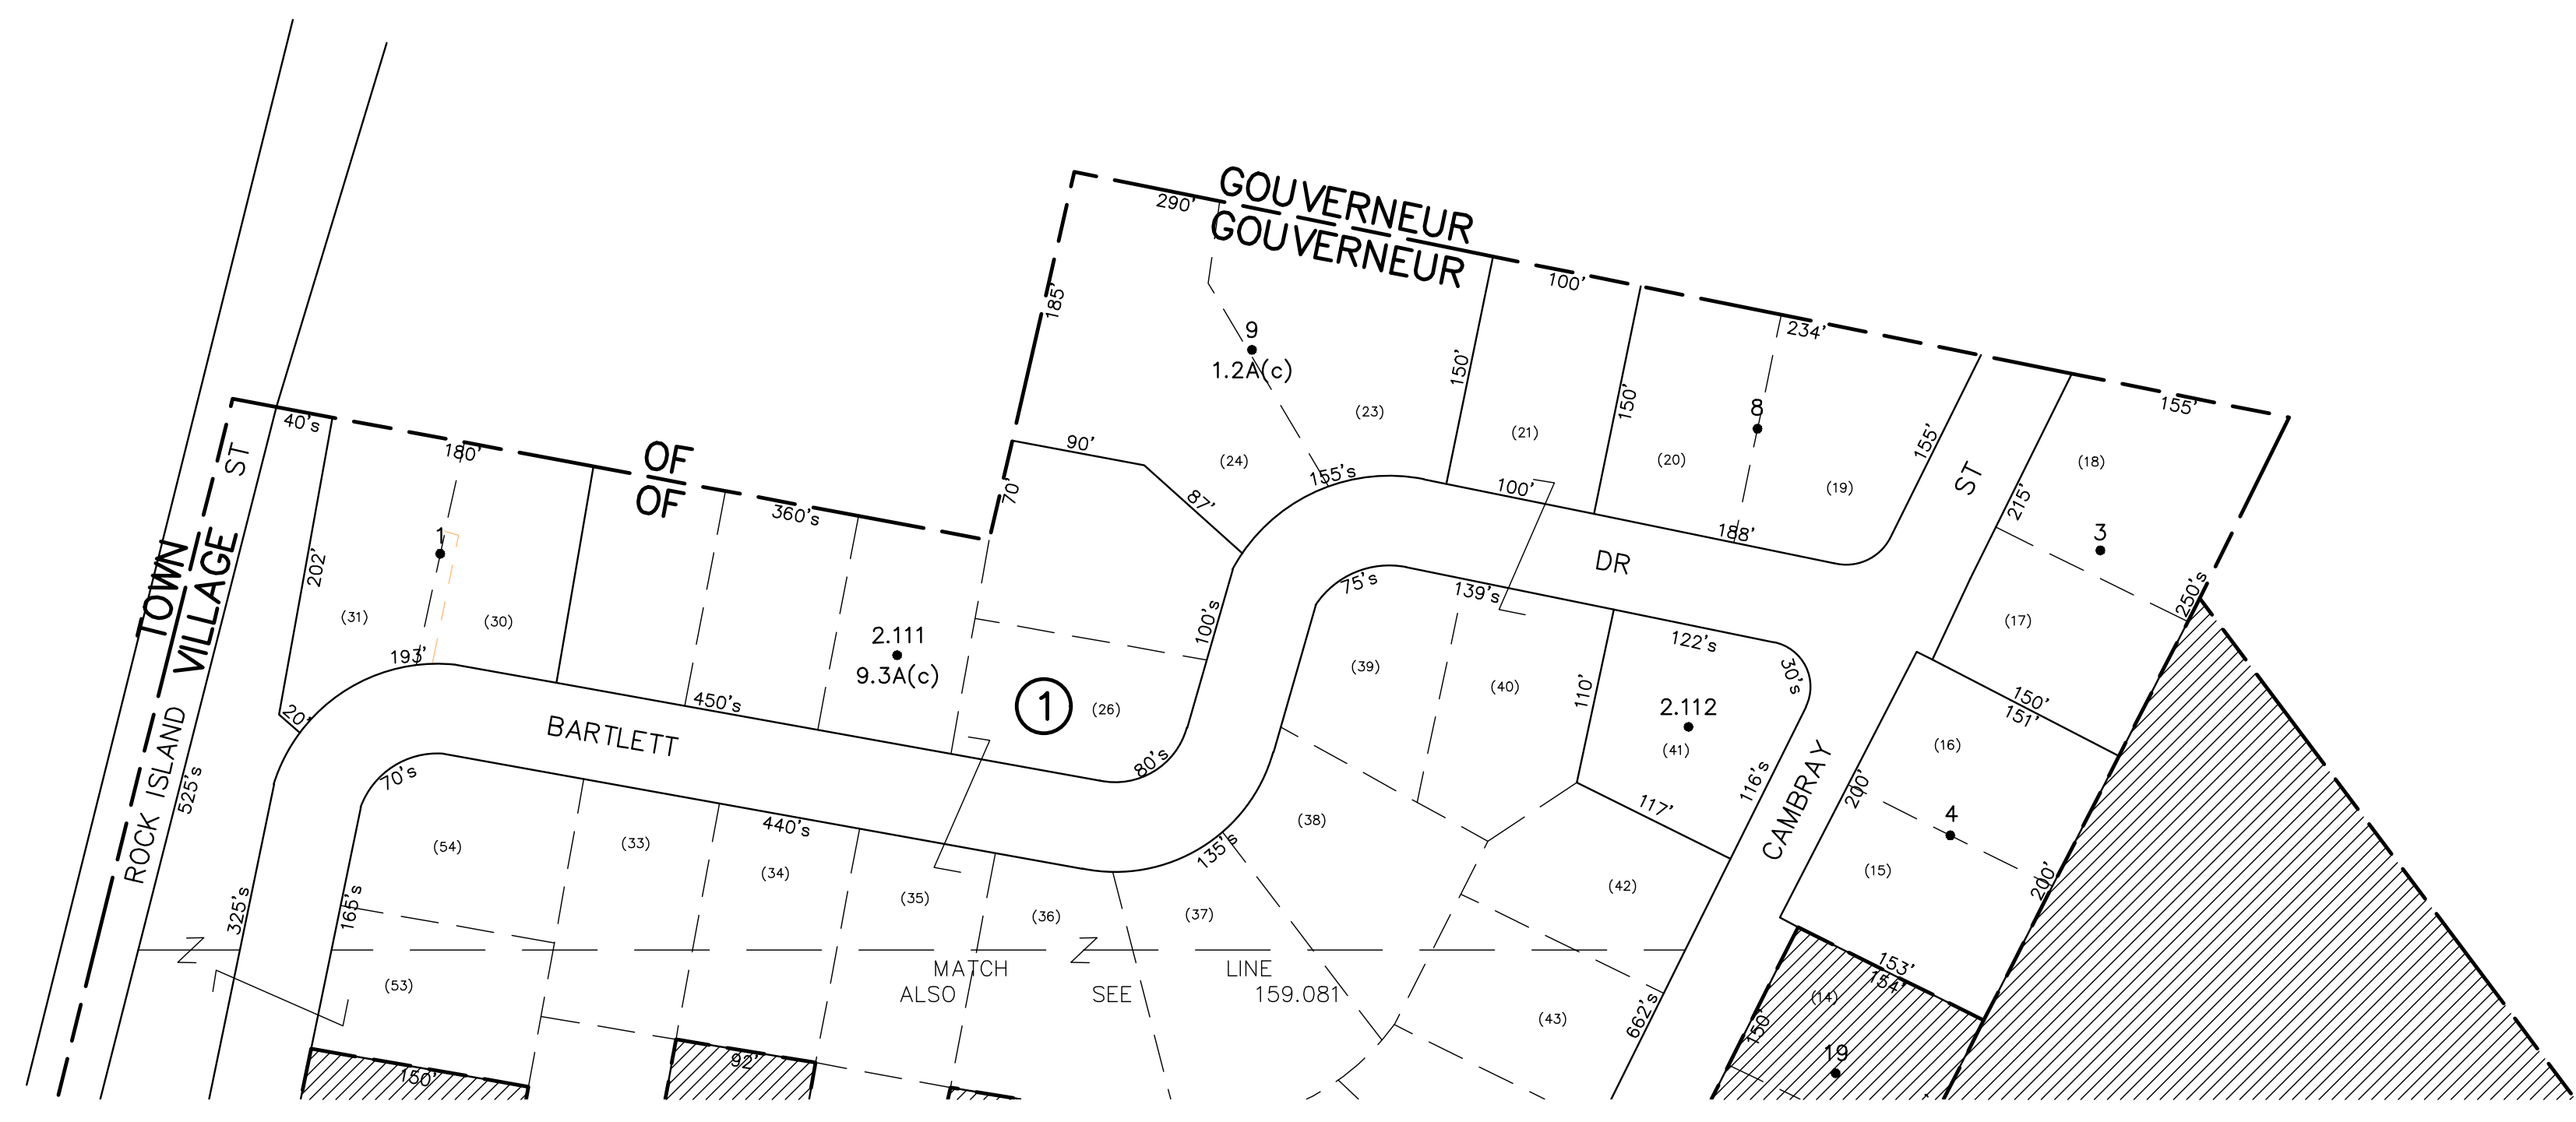 GOUVERNEUR
GOUVERNEUR
290'
185'
100'
234'
155'
9
1.2A(c)
(23)
(24)
150'
(21)
150'
8
(20)
(19)
155'
ST
(18)
215'
3
(17)
250's
40's
180'
OF
OF
360's
70'
90'
87'
155's
100'
188'
ST
TOWN
VILLAGE
202'
1
(31)
(30)
193'
20'
2.111
9.3A(c)
450's
BARTLETT
1
(26)
80's
100's
75's
139's
DR
122's
30's
(39)
(40)
110'
2.112
(41)
117'
116's
CAMBRAY
150'
151'
(16)
200'
4
(15)
200'
153'
154'
ROCK ISLAND
525's
325's
165's
70's
440's
135's
(54)
(33)
(34)
(35)
(36)
(37)
(38)
(42)
(43)
662's
MATCH LINE
ALSO SEE 159.081
(53)
150'
92'
(14)
150'
19